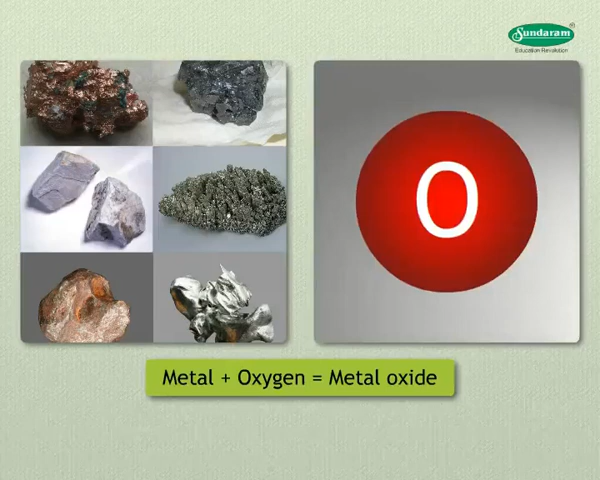 Sundaram
Education Revolution
O
Metal + Oxygen = Metal oxide